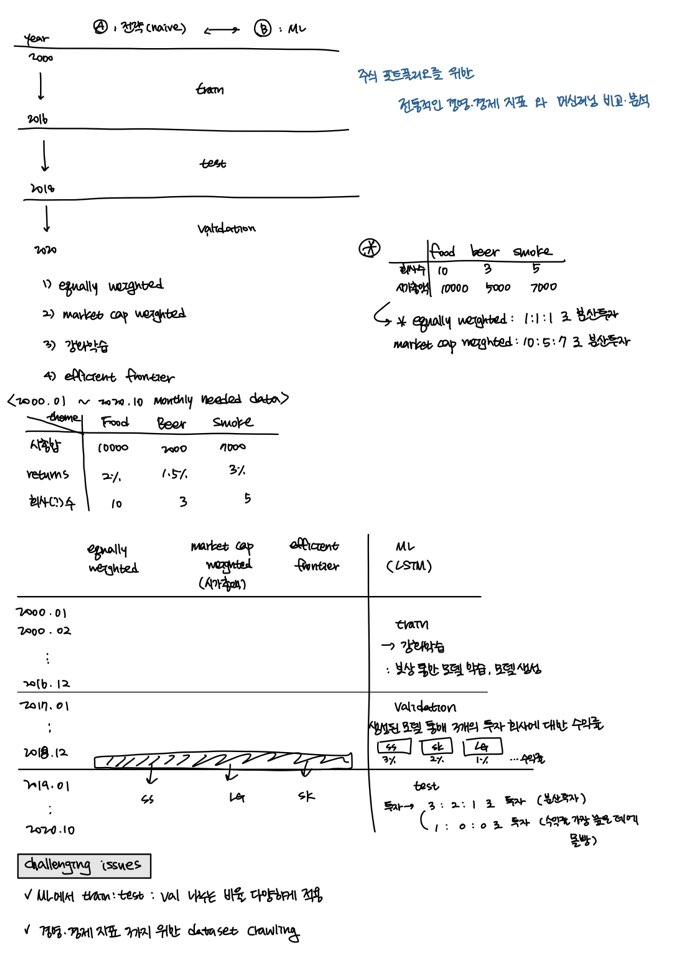 Ⓐ : 전략(naive) ↔ Ⓑ : ML
year
2000
train
2016
test
2018
validation
2020
주식 포트폴리오를 위한
전통적인 경영·경제 지표 와 머신러닝 비교·분석
1) equally weighted
2) market cap weighted
3) 강화학습
4) efficient frontier
* food beer smoke
회사수 10 3 5
시가총액 10000 5000 7000
* equally weighted : 1:1:1 로 분산투자
market cap weighted : 10:5:7 로 분산투자
<2000.01 ~ 2020.10 monthly needed data>
theme Food Beer smoke
시총합 10000 2000 7000
returns 2% 1.5% 3%
회사(?)수 10 3 5
equally weighted market cap weighted (시가총액) efficient frontier ML (LSTM)
2000.01
2000.02
⋮
2016.12
train
→ 강화학습
: 보상 동안 모델 학습, 모델 생성
2017.01
⋮
2018.12
validation
생성된 모델 통해 3개의 투자 회사에 대한 수익률
SS SK LG
3% 2% 1% ...수익률
SS LG SK
2019.01
⋮
2020.10
test
투자→ 3:2:1 로 투자 (분산투자)
1:0:0 로 투자 (수익률 가장 높은 데에
몰빵)
challenging issues
✓ ML에서 train:test:val 나누는 비율 다양하게 적용
✓ 경영·경제 지표 3가지 위한 dataset crawling